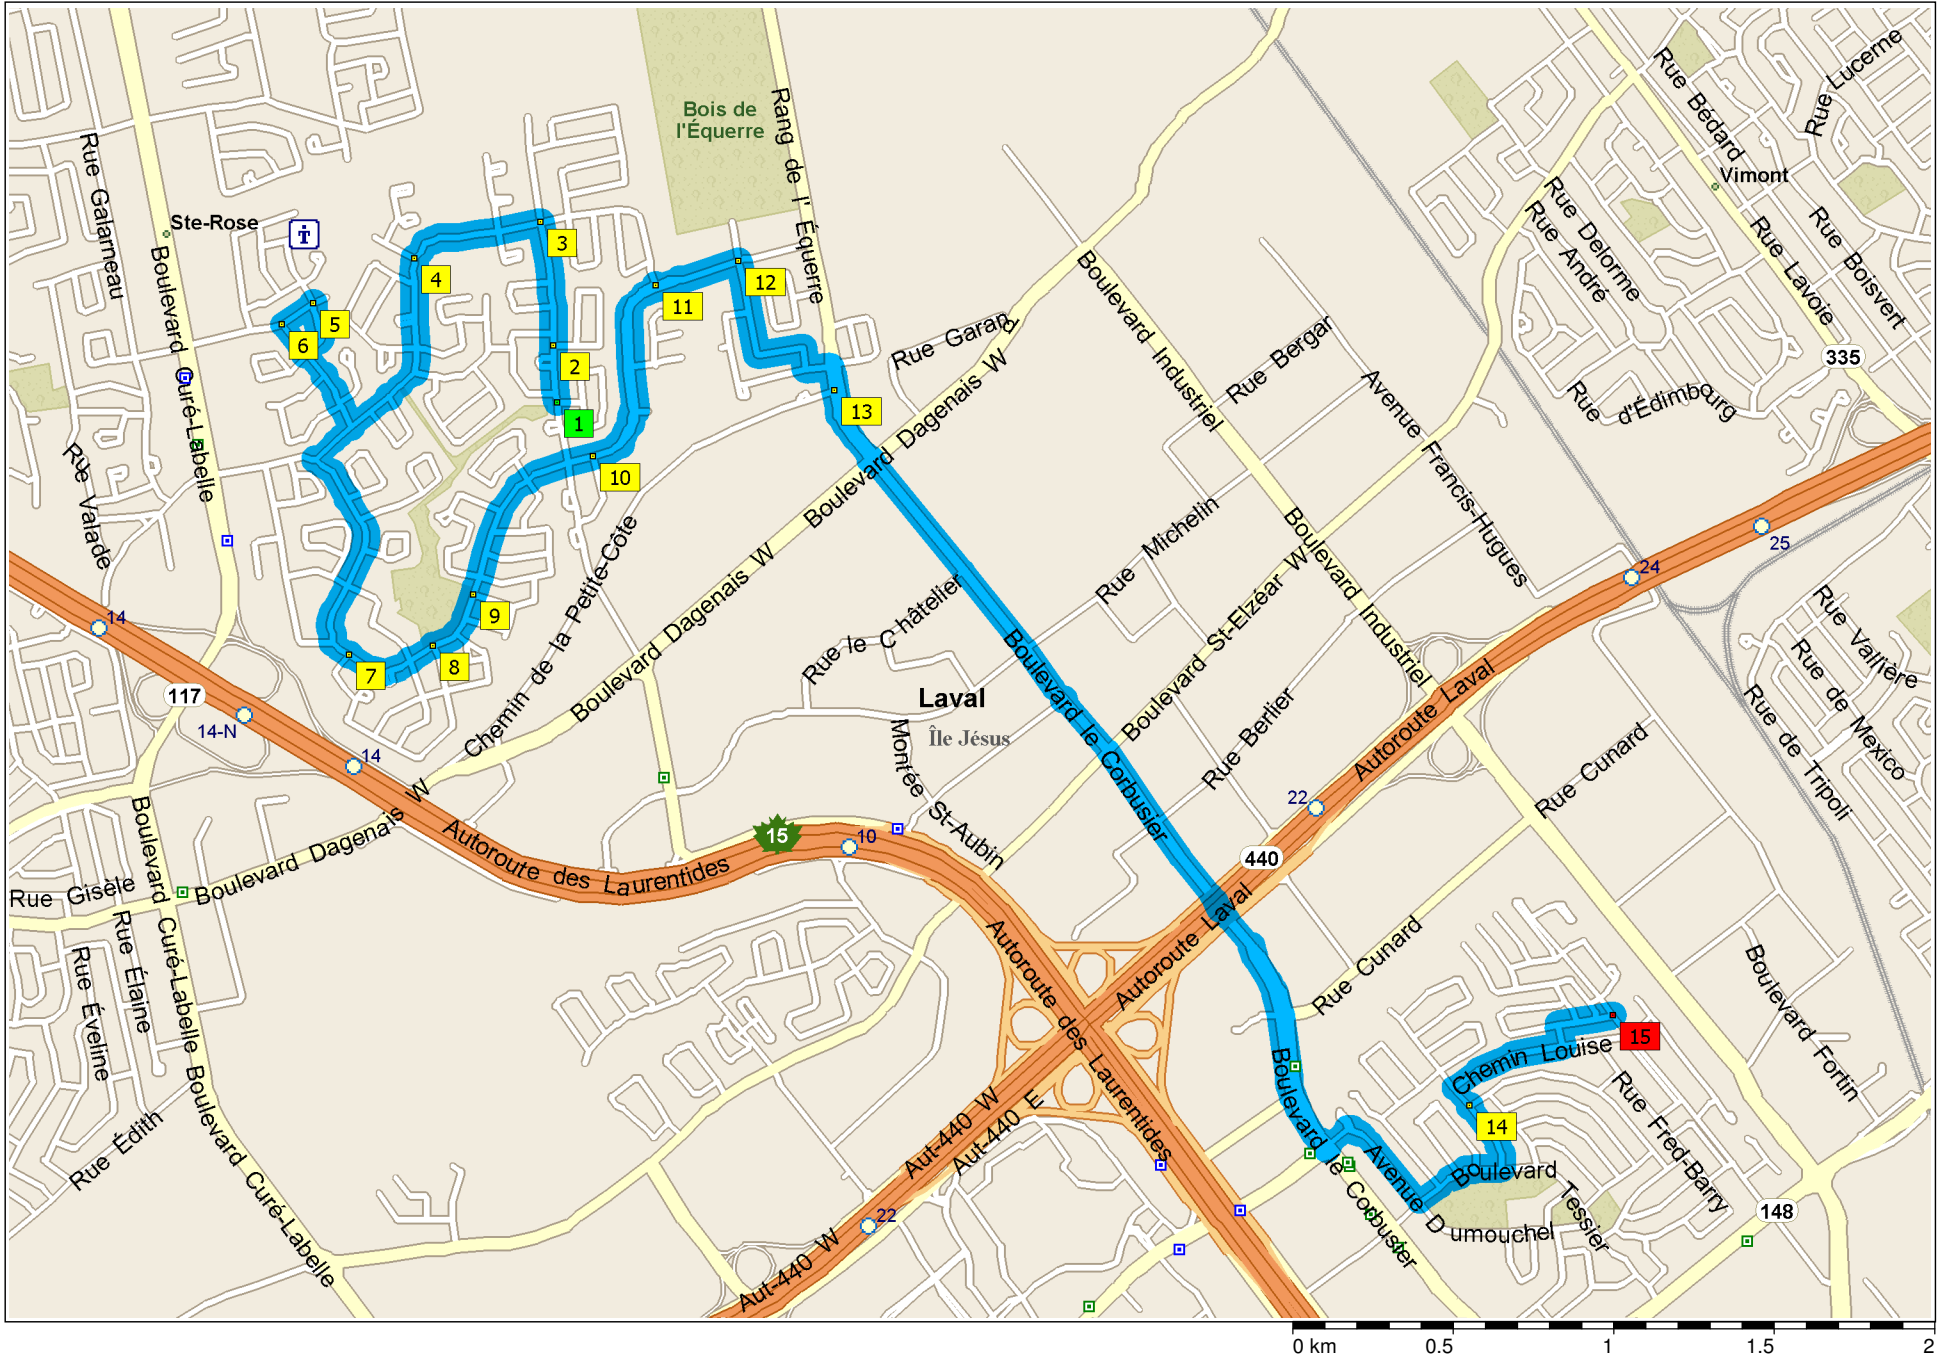 Rue Lucerne
Rue Bédard
Bois de
l'Équerre
Rang de l' Équerre
Rue Galarneau
Vimont
Ste-Rose
Rue Delorme
Rue André
Rue Lavoie
Rue Boisvert
3
4
12
11
5
6
2
1
13
10
Boulevard Curé-Labelle
Boulevard Industriel
Rue Garand
Rue Bergar
335
Rue d'Édimbourg
Avenue Francis-Hugues
Boulevard Dagenais W
Rue Valade
Boulevard Industriel
Rue Michelin
Chemin de la Petite-Côte
25
24
Boulevard St-Elzéar W
Rue le Châtelier
Boulevard Dagenais W
9
8
7
14
117
14-N
14
Laval
Île Jésus
Boulevard le Corbusier
Rue Berlier
Autoroute Laval
Rue Vallière
Rue de Mexico
Rue de Tripoli
Rue Cunard
Montée St-Aubin
22
440
15
10
Autoroute des Laurentides
Boulevard Dagenais W
Rue Gisèle
Rue Élaine
Rue Éveline
Boulevard Curé-Labelle
Boulevard Curé-Labelle
Autoroute Laval
Autoroute des Laurentides
Rue Cunard
Boulevard Fortin
15
Chemin Louise
14
Rue Fred-Barry
Boulevard
Tessier
Avenue Dumouchel
Boulevard le Corbusier
Rue Édith
Aut-440 W
Aut-440 E
148
22
Aut-440 W
0 km 0.5 1 1.5 2